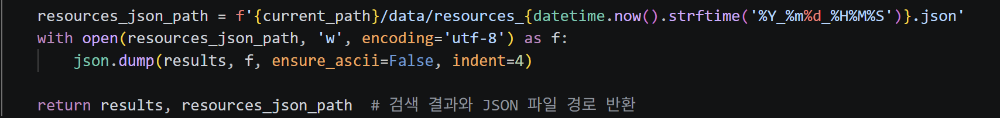 resources_json_path = f'{current_path}/data/resources_{datetime.now().strftime('%Y_%m%d_%H%M%S')}.json'
with open(resources_json_path, 'w', encoding='utf-8') as f:
    json.dump(results, f, ensure_ascii=False, indent=4)
return results, resources_json_path  # 검색 결과와 JSON 파일 경로 반환